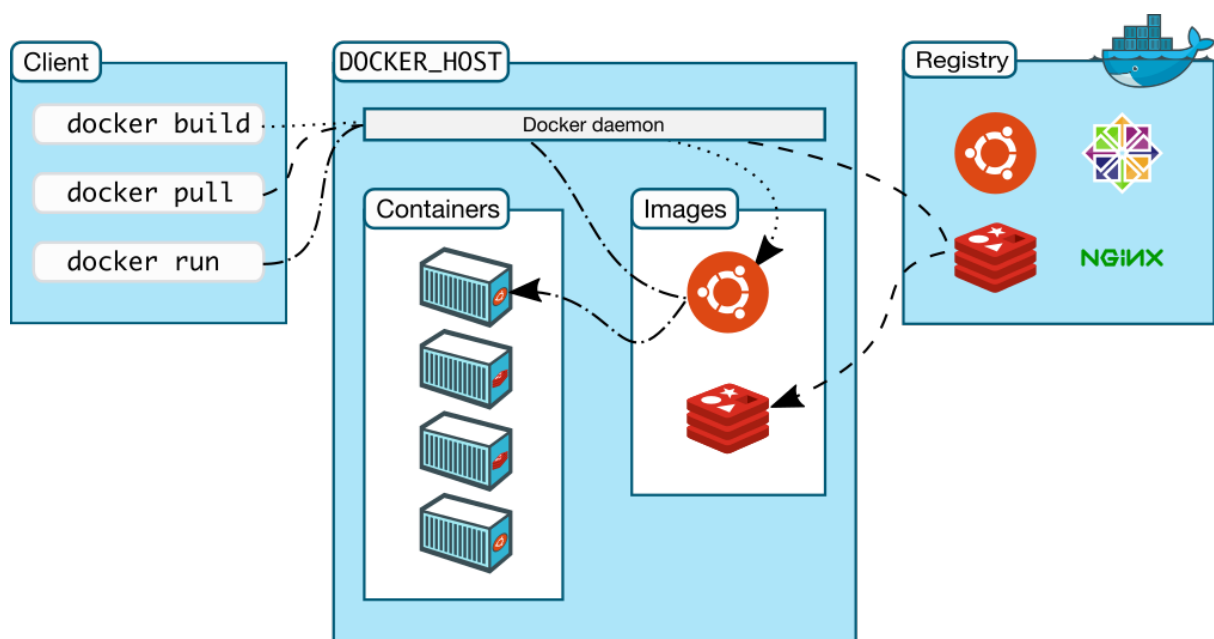 Client
docker build
docker pull
docker run
DOCKER_HOST
Docker daemon
Containers
Images
Registry
NGINX